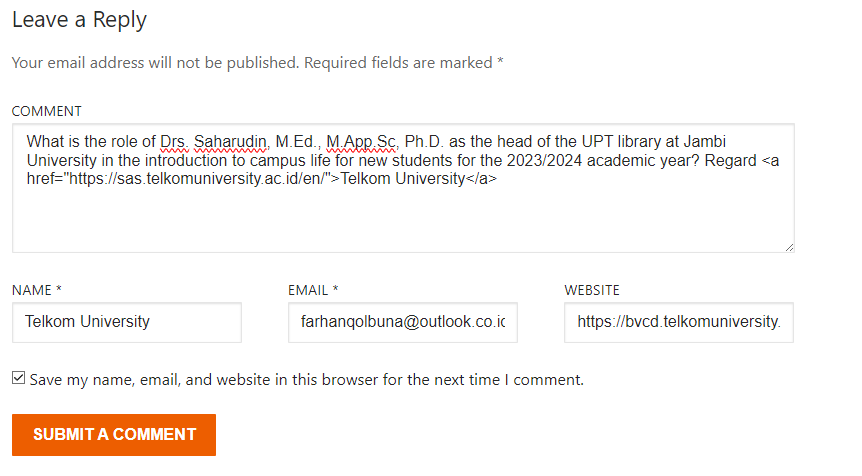 Leave a Reply
Your email address will not be published. Required fields are marked *
COMMENT
What is the role of Drs. Saharudin, M.Ed., M.App.Sc, Ph.D. as the head of the UPT library at Jambi
University in the introduction to campus life for new students for the 2023/2024 academic year? Regard <a
href="https://sas.telkomuniversity.ac.id/en/">Telkom University</a>
NAME * EMAIL * WEBSITE
Telkom University farhanqolbuna@outlook.co.id https://bvcd.telkomuniversity.
Save my name, email, and website in this browser for the next time I comment.
SUBMIT A COMMENT